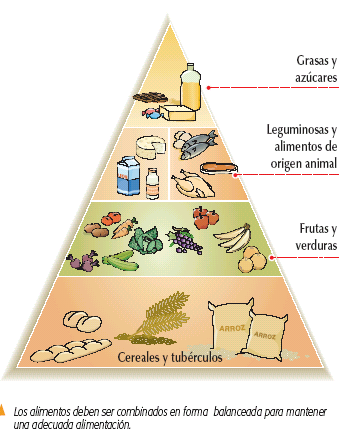 Grasas y
azúcares
Leguminosas y
alimentos de
origen animal
Frutas y
verduras
ARROZ
ARROZ
Cereales y tubérculos
Los alimentos deben ser combinados en forma balanceada para mantener
una adecuada alimentación.